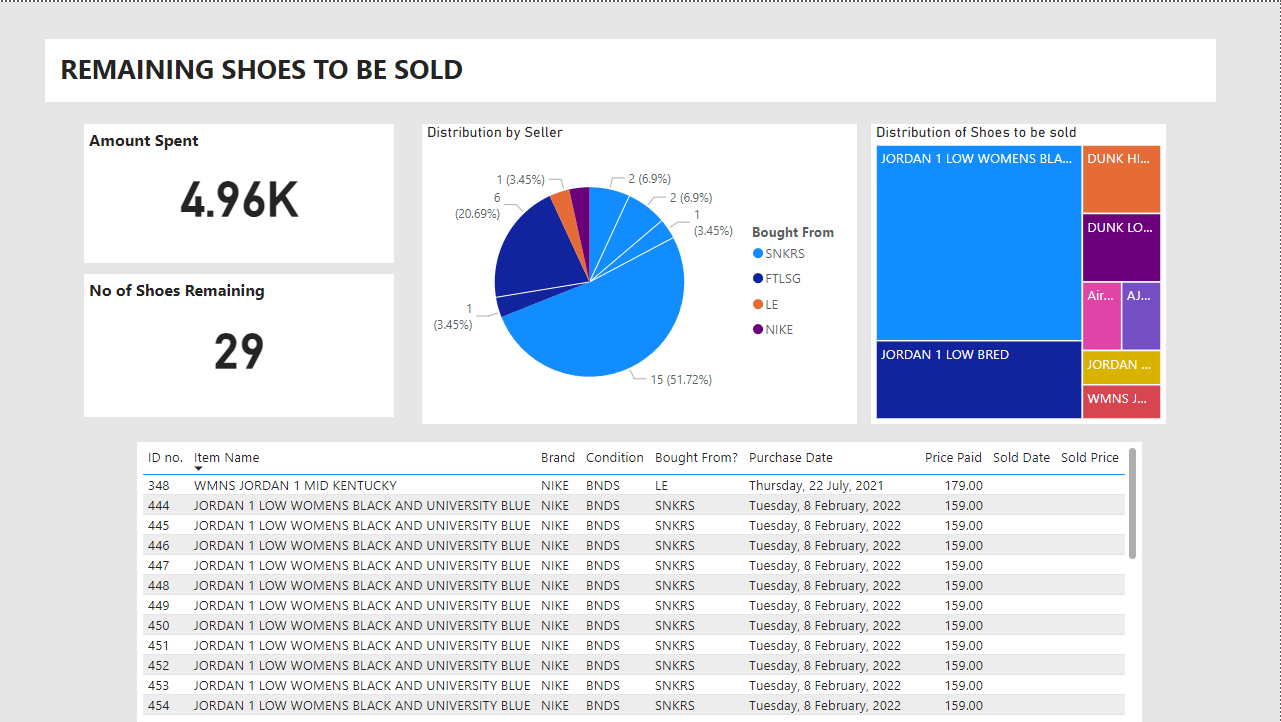 REMAINING SHOES TO BE SOLD
Amount Spent
4.96K
No of Shoes Remaining
29
Distribution by Seller
1 (3.45%)
2 (6.9%)
6
(20.69%)
2 (6.9%)
1
(3.45%)
1
(3.45%)
15 (51.72%)
Bought From
SNKRS
FTLSG
LE
NIKE
Distribution of Shoes to be sold
JORDAN 1 LOW WOMENS BLA...
DUNK HI...
DUNK LO...
Air...
AJ...
JORDAN 1 LOW BRED
JORDAN ...
WMNS J...
ID no. Item Name Brand Condition Bought From? Purchase Date Price Paid Sold Date Sold Price
348 WMNS JORDAN 1 MID KENTUCKY NIKE BNDS LE Thursday, 22 July, 2021 179.00
444 JORDAN 1 LOW WOMENS BLACK AND UNIVERSITY BLUE NIKE BNDS SNKRS Tuesday, 8 February, 2022 159.00
445 JORDAN 1 LOW WOMENS BLACK AND UNIVERSITY BLUE NIKE BNDS SNKRS Tuesday, 8 February, 2022 159.00
446 JORDAN 1 LOW WOMENS BLACK AND UNIVERSITY BLUE NIKE BNDS SNKRS Tuesday, 8 February, 2022 159.00
447 JORDAN 1 LOW WOMENS BLACK AND UNIVERSITY BLUE NIKE BNDS SNKRS Tuesday, 8 February, 2022 159.00
448 JORDAN 1 LOW WOMENS BLACK AND UNIVERSITY BLUE NIKE BNDS SNKRS Tuesday, 8 February, 2022 159.00
449 JORDAN 1 LOW WOMENS BLACK AND UNIVERSITY BLUE NIKE BNDS SNKRS Tuesday, 8 February, 2022 159.00
450 JORDAN 1 LOW WOMENS BLACK AND UNIVERSITY BLUE NIKE BNDS SNKRS Tuesday, 8 February, 2022 159.00
451 JORDAN 1 LOW WOMENS BLACK AND UNIVERSITY BLUE NIKE BNDS SNKRS Tuesday, 8 February, 2022 159.00
452 JORDAN 1 LOW WOMENS BLACK AND UNIVERSITY BLUE NIKE BNDS SNKRS Tuesday, 8 February, 2022 159.00
453 JORDAN 1 LOW WOMENS BLACK AND UNIVERSITY BLUE NIKE BNDS SNKRS Tuesday, 8 February, 2022 159.00
454 JORDAN 1 LOW WOMENS BLACK AND UNIVERSITY BLUE NIKE BNDS SNKRS Tuesday, 8 February, 2022 159.00